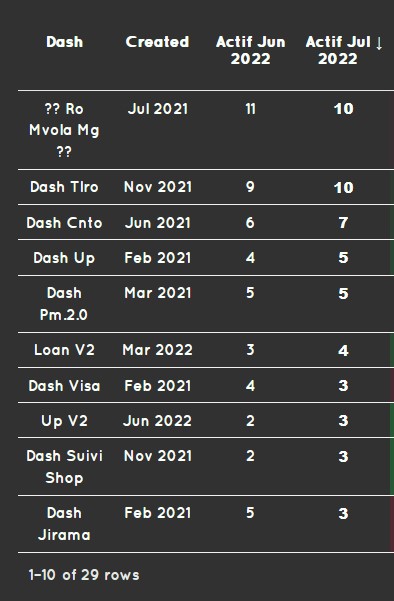 Dash Created Actif Jun 2022 Actif Jul ↓ 2022
?? Ro Mvola Mg ?? Jul 2021 11 10
Dash Tlro Nov 2021 9 10
Dash Cnto Jun 2021 6 7
Dash Up Feb 2021 4 5
Dash Pm.2.0 Mar 2021 5 5
Loan V2 Mar 2022 3 4
Dash Visa Feb 2021 4 3
Up V2 Jun 2022 2 3
Dash Suivi Shop Nov 2021 2 3
Dash Jirama Feb 2021 5 3
1-10 of 29 rows